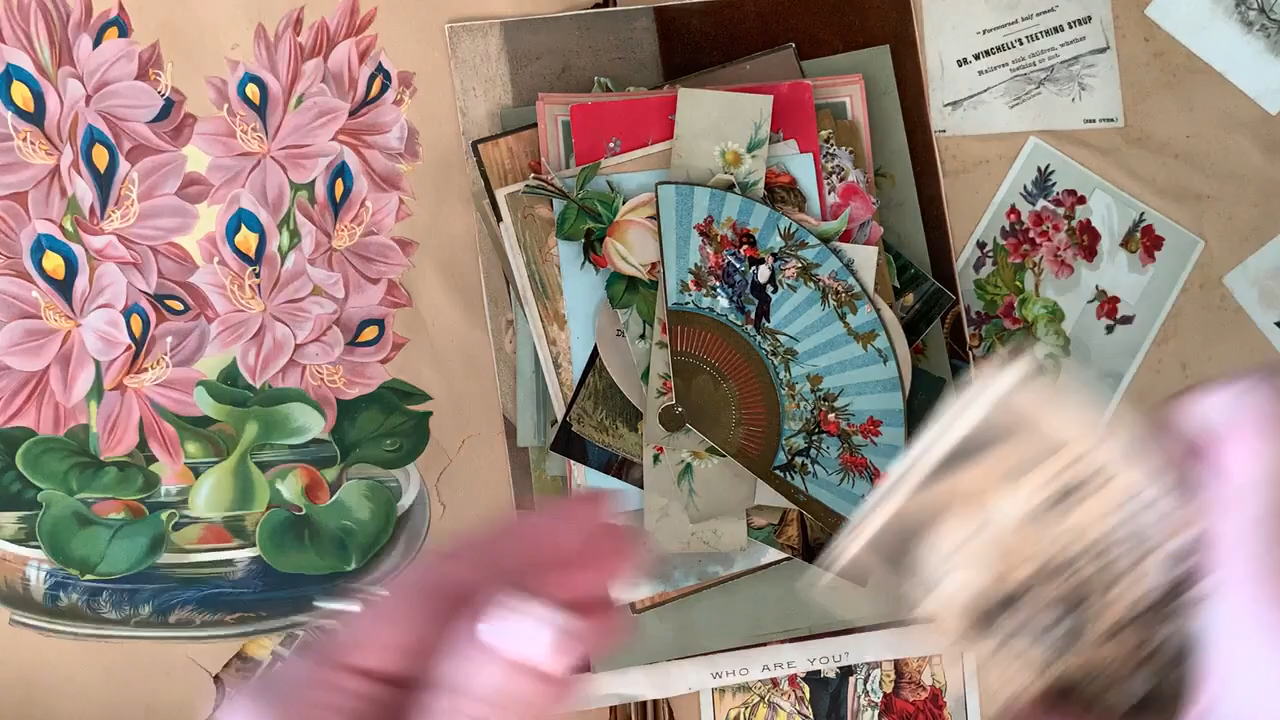 "Forewarned, half armed."
DR. WINCHELL'S TEETHING SYRUP
Relieves sick children, whether
teething or not.
(SEE OVER.)
Di
WHO ARE YOU?